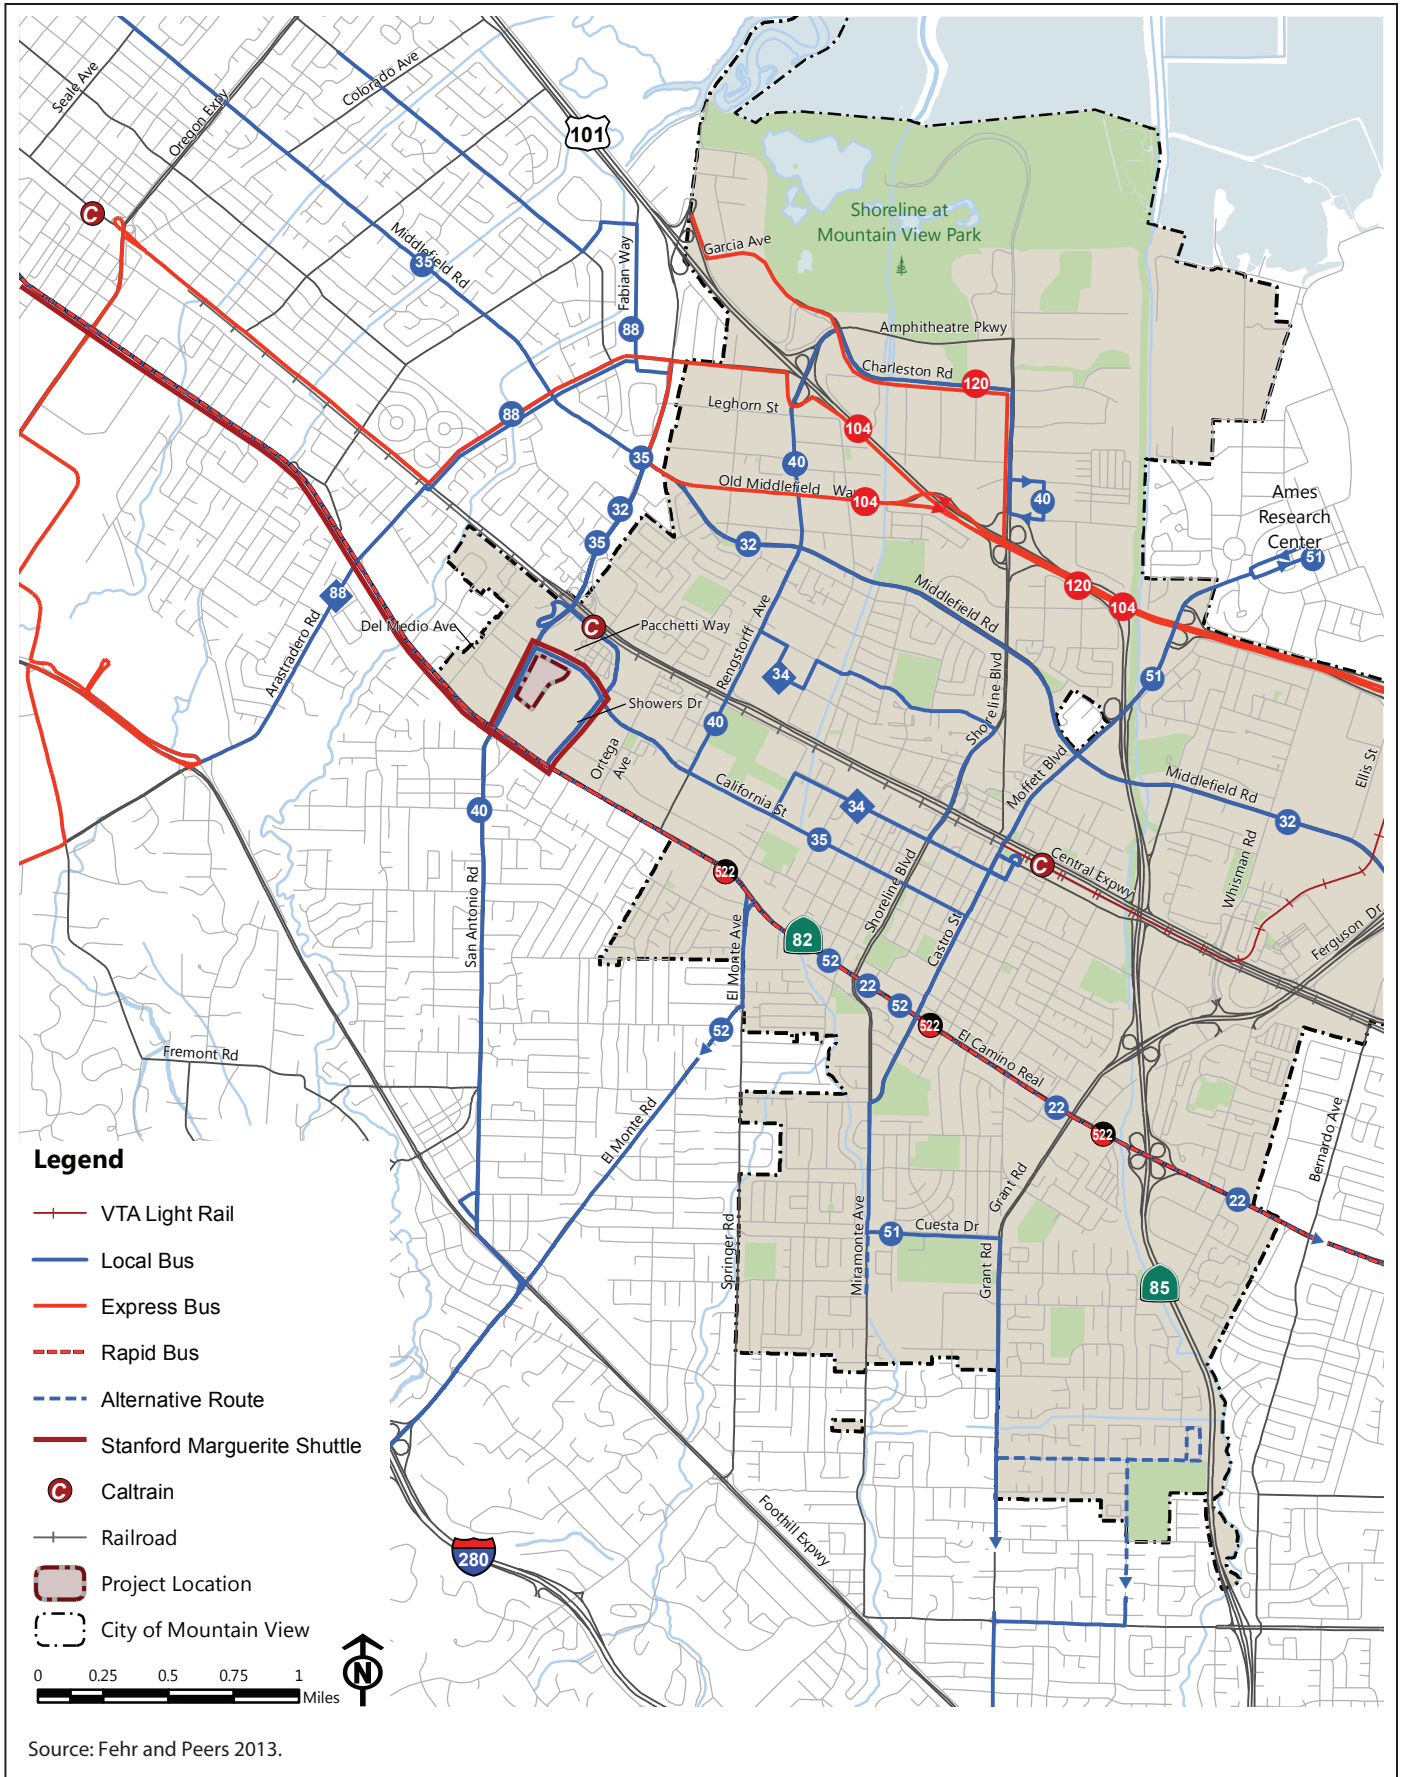 Seale Ave
Oregon Expy
Colorado Ave
101
C
Middlefield Rd
35
Fabian Way
88
Garcia Ave
Shoreline at
Mountain View Park
Amphitheatre Pkwy
Charleston Rd
120
Leghorn St
104
88
35
40
Old Middlefield Way
104
40
Ames
Research
Center
51
32
35
32
88
Arastradero Rd
Del Medio Ave
C
Pacchetti Way
Rengstorff Ave
Middlefield Rd
120
104
34
Showers Dr
Shoreline Blvd
51
40
Ortega
Ave
California St
34
Moffett Blvd
Middlefield Rd
Ellis St
32
40
35
Whisman Rd
522
Shoreline Blvd
C
Central Expwy
San Antonio Rd
82
El Monte Ave
52
Castro St
Ferguson Dr
22
52
522
52
El Camino Real
Fremont Rd
El Monte Rd
22
522
Bernardo Ave
Grant Rd
22
Springer Rd
Miramonte Ave
51
Cuesta Dr
Grant Rd
85
Foothill Expwy
280
Legend
VTA Light Rail
Local Bus
Express Bus
Rapid Bus
Alternative Route
Stanford Marguerite Shuttle
C
Caltrain
Railroad
Project Location
City of Mountain View
0 0.25 0.5 0.75 1
Miles
N
Source: Fehr and Peers 2013.